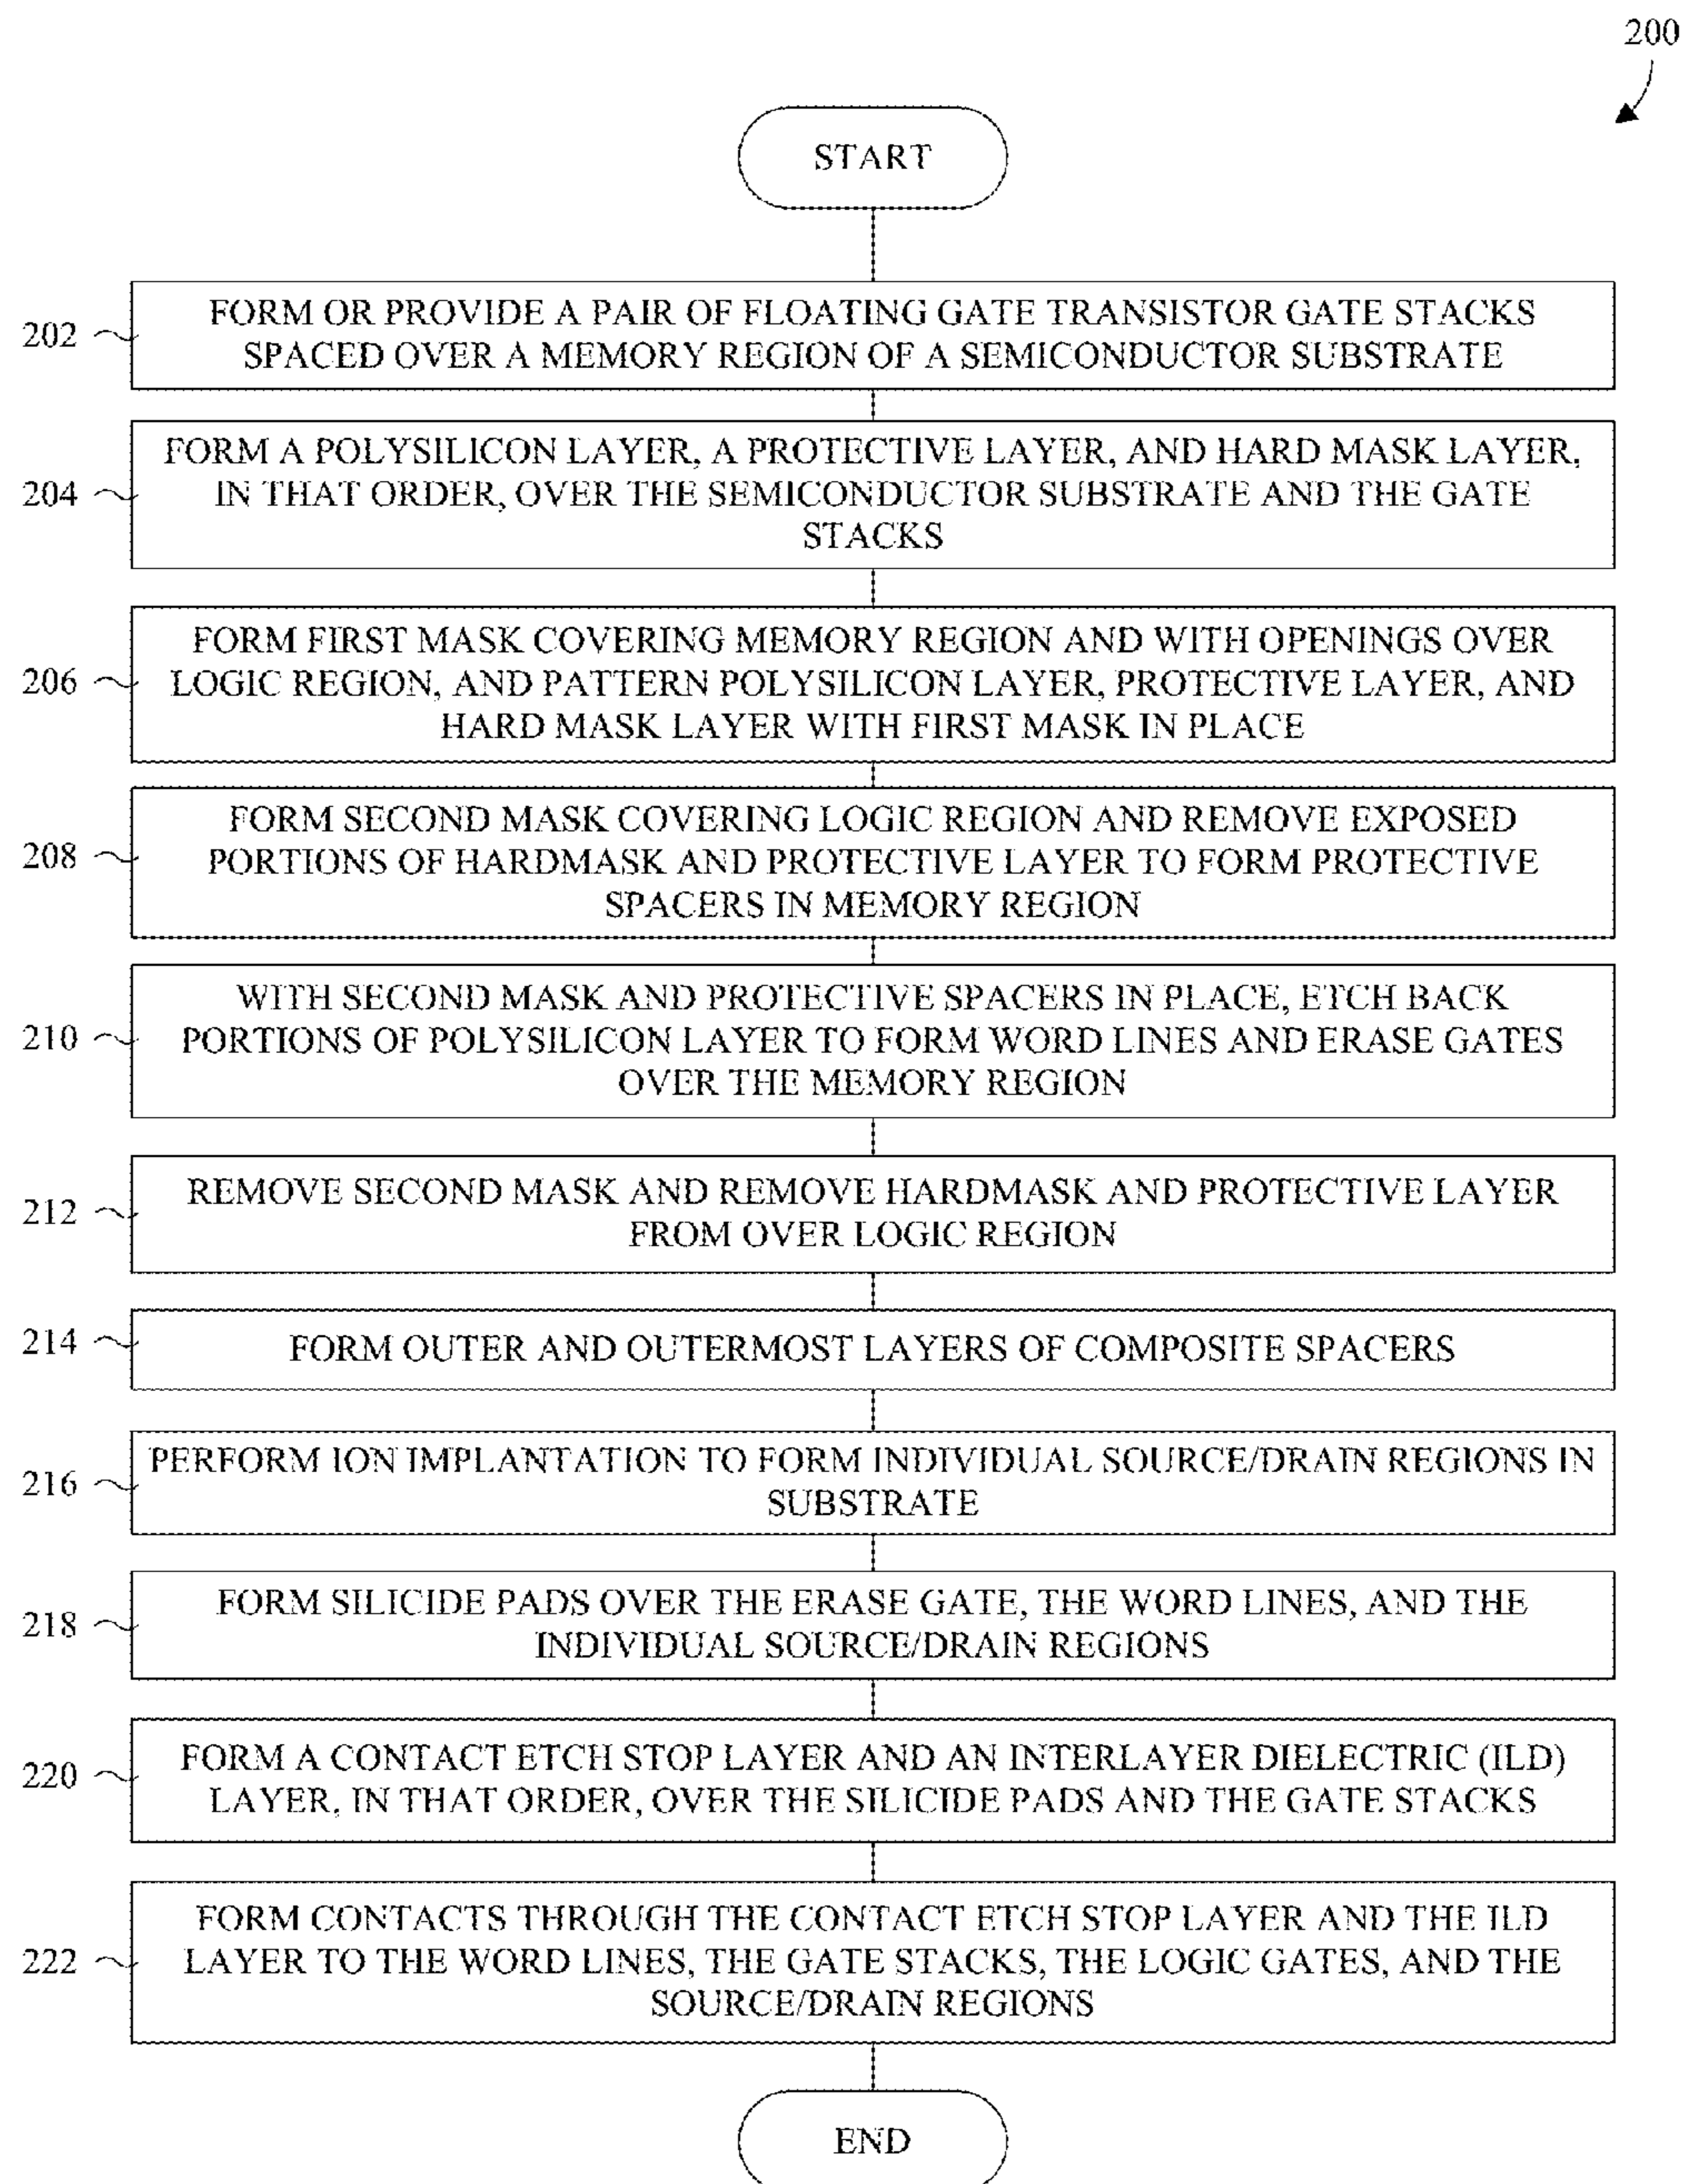 200
START
202
FORM OR PROVIDE A PAIR OF FLOATING GATE TRANSISTOR GATE STACKS
SPACED OVER A MEMORY REGION OF A SEMICONDUCTOR SUBSTRATE
204
FORM A POLYSILICON LAYER, A PROTECTIVE LAYER, AND HARD MASK LAYER,
IN THAT ORDER, OVER THE SEMICONDUCTOR SUBSTRATE AND THE GATE
STACKS
206
FORM FIRST MASK COVERING MEMORY REGION AND WITH OPENINGS OVER
LOGIC REGION, AND PATTERN POLYSILICON LAYER, PROTECTIVE LAYER, AND
HARD MASK LAYER WITH FIRST MASK IN PLACE
208
FORM SECOND MASK COVERING LOGIC REGION AND REMOVE EXPOSED
PORTIONS OF HARDMASK AND PROTECTIVE LAYER TO FORM PROTECTIVE
SPACERS IN MEMORY REGION
210
WITH SECOND MASK AND PROTECTIVE SPACERS IN PLACE, ETCH BACK
PORTIONS OF POLYSILICON LAYER TO FORM WORD LINES AND ERASE GATES
OVER THE MEMORY REGION
212
REMOVE SECOND MASK AND REMOVE HARDMASK AND PROTECTIVE LAYER
FROM OVER LOGIC REGION
214
FORM OUTER AND OUTERMOST LAYERS OF COMPOSITE SPACERS
216
PERFORM ION IMPLANTATION TO FORM INDIVIDUAL SOURCE/DRAIN REGIONS IN
SUBSTRATE
218
FORM SILICIDE PADS OVER THE ERASE GATE, THE WORD LINES, AND THE
INDIVIDUAL SOURCE/DRAIN REGIONS
220
FORM A CONTACT ETCH STOP LAYER AND AN INTERLAYER DIELECTRIC (ILD)
LAYER, IN THAT ORDER, OVER THE SILICIDE PADS AND THE GATE STACKS
222
FORM CONTACTS THROUGH THE CONTACT ETCH STOP LAYER AND THE ILD
LAYER TO THE WORD LINES, THE GATE STACKS, THE LOGIC GATES, AND THE
SOURCE/DRAIN REGIONS
END